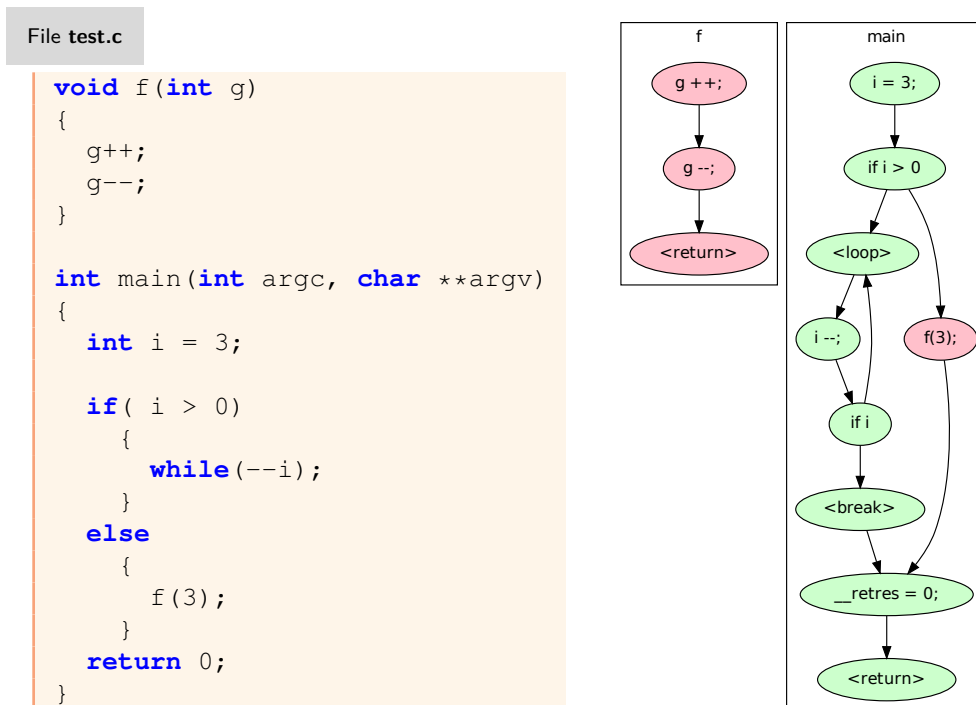 File test.c
void f(int g)
{
  g++;
  g--;
}

int main(int argc, char **argv)
{
  int i = 3;

  if( i > 0)
    {
      while(--i);
    }
  else
    {
      f(3);
    }
  return 0;
}
f
g ++;
g --;
<return>
main
i = 3;
if i > 0
<loop>
i --;
f(3);
if i
<break>
__retres = 0;
<return>